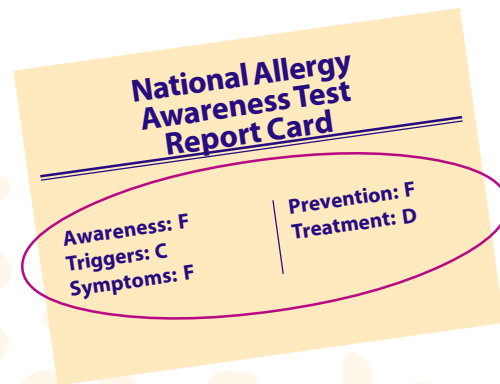 National Allergy
Awareness Test
Report Card
Awareness: F
Triggers: C
Symptoms: F
Prevention: F
Treatment: D